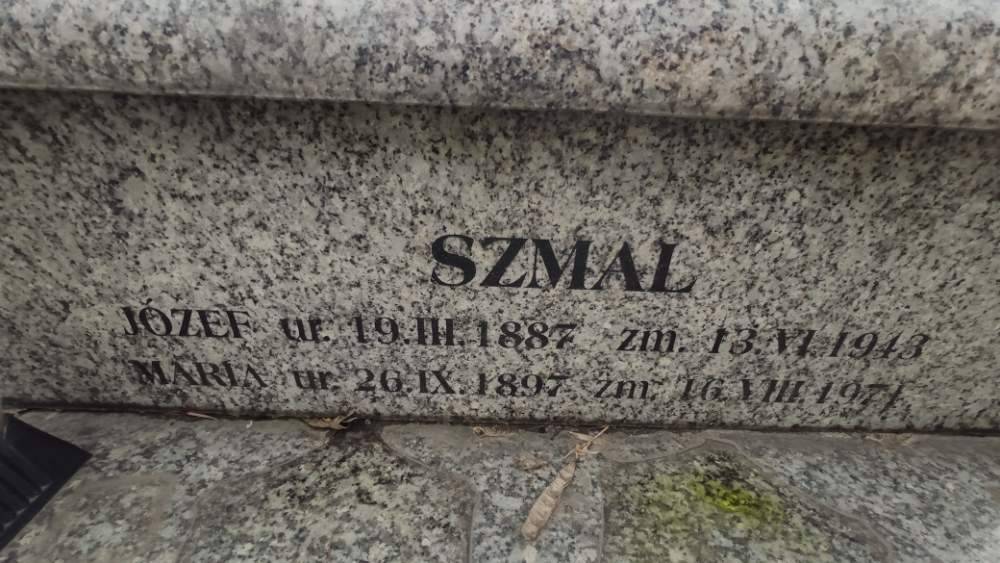 SZMAL
JÓZEF ur. 19.III.1887 zm. 13.VI.1943
MARIA ur. 26.IX.1897 zm. 16.VIII.1971